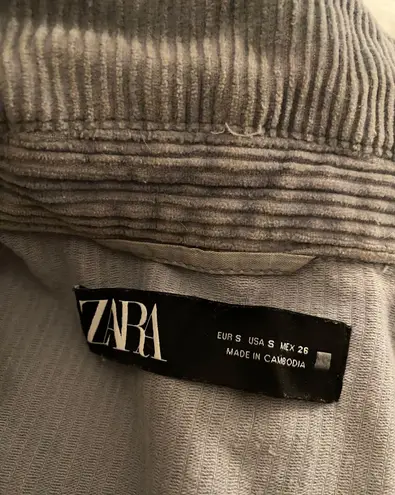 ZARA
EUR S USA S MEX 26
MADE IN CAMBODIA